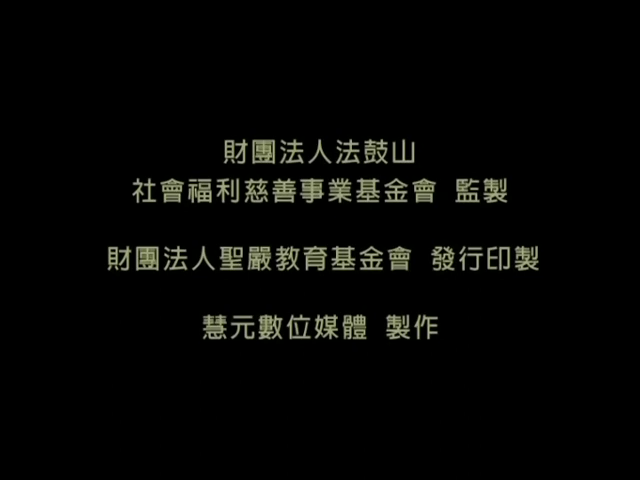 財團法人法鼓山
社會福利慈善事業基金會 監製
財團法人聖嚴教育基金會 發行印製
慧元數位媒體 製作